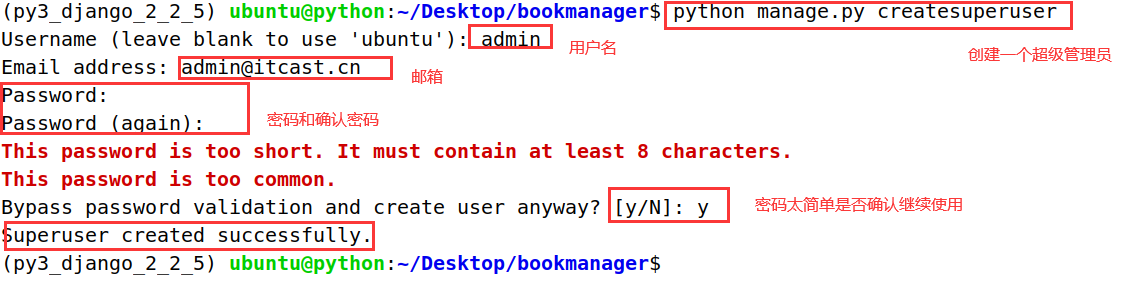 (py3_django_2_2_5) ubuntu@python:~/Desktop/bookmanager$ python manage.py createsuperuser
创建一个超级管理员
Username (leave blank to use 'ubuntu'): admin
用户名
Email address: admin@itcast.cn
邮箱
Password:
Password (again):
密码和确认密码
This password is too short. It must contain at least 8 characters.
This password is too common.
Bypass password validation and create user anyway? [y/N]: y
密码太简单是否确认继续使用
Superuser created successfully.
(py3_django_2_2_5) ubuntu@python:~/Desktop/bookmanager$